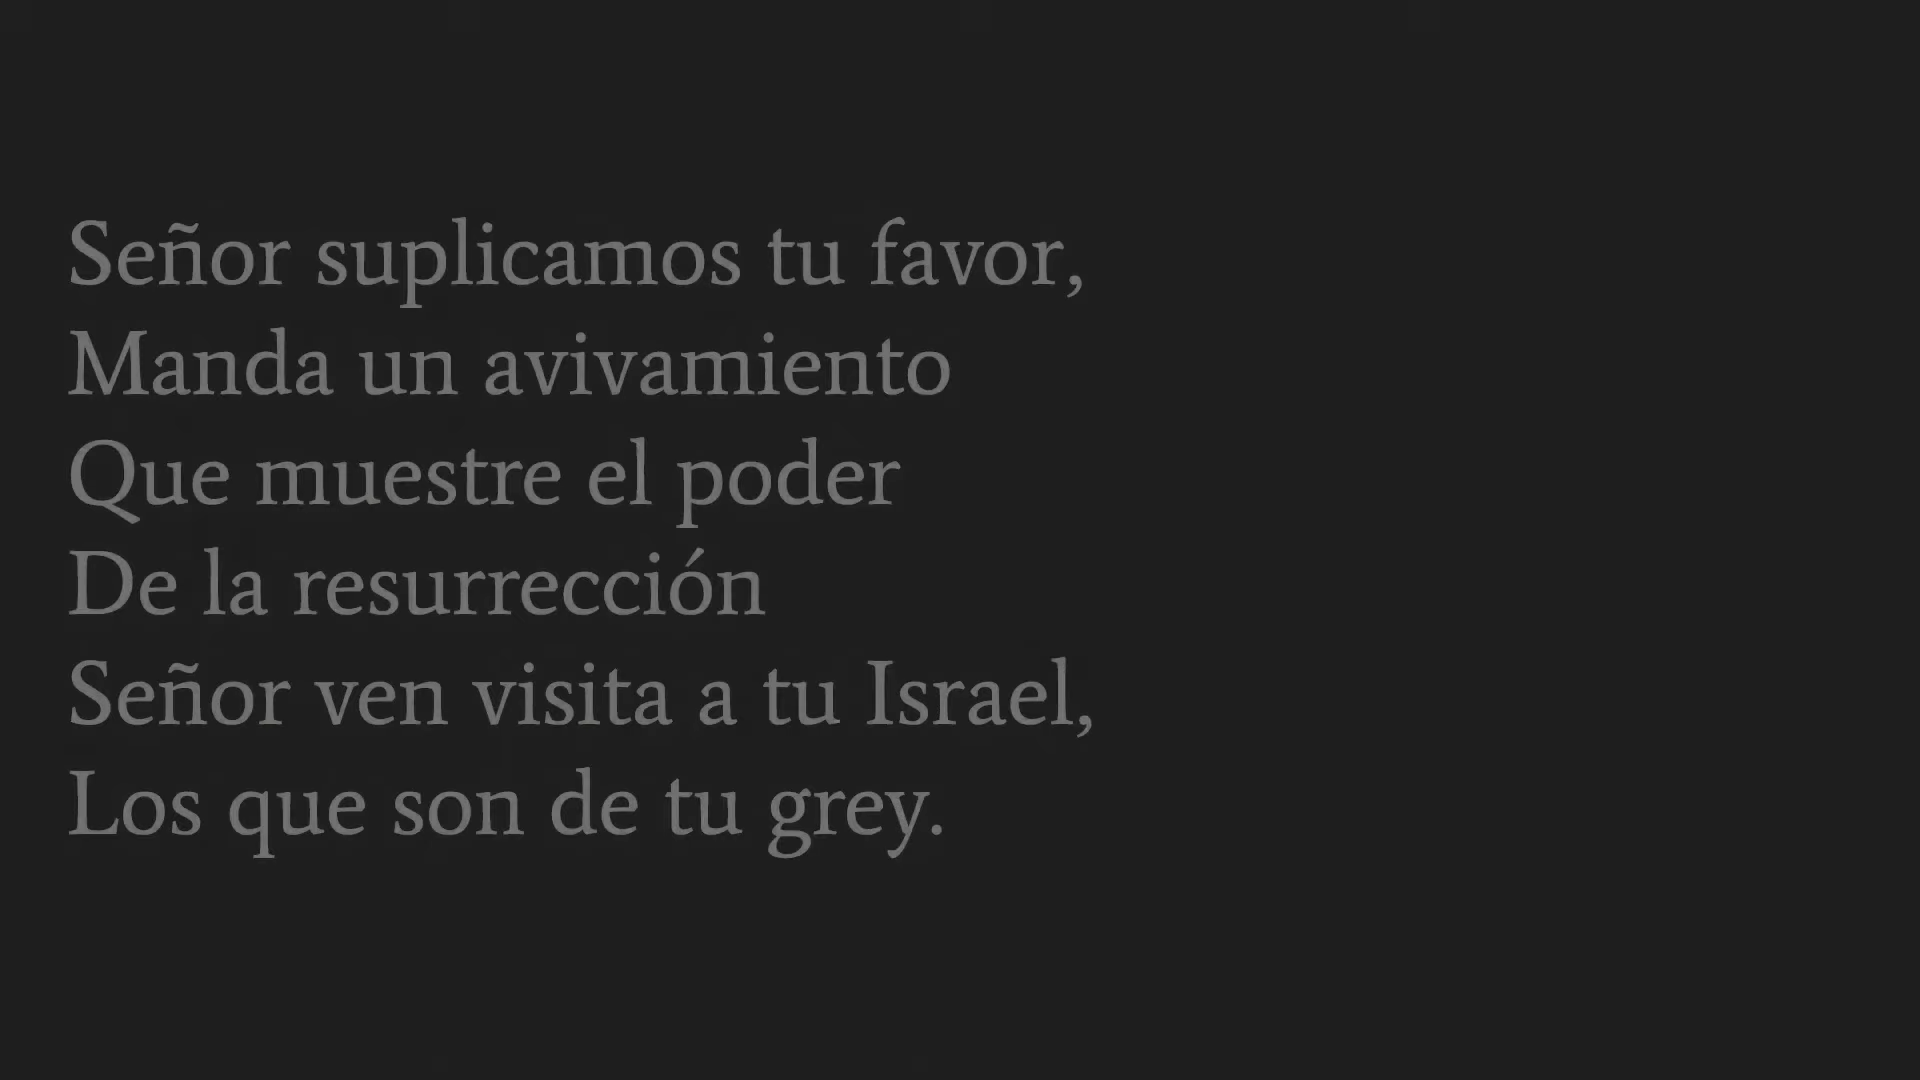 Señor suplicamos tu favor,
Manda un avivamiento
Que muestre el poder
De la resurrección
Señor ven visita a tu Israel,
Los que son de tu grey.